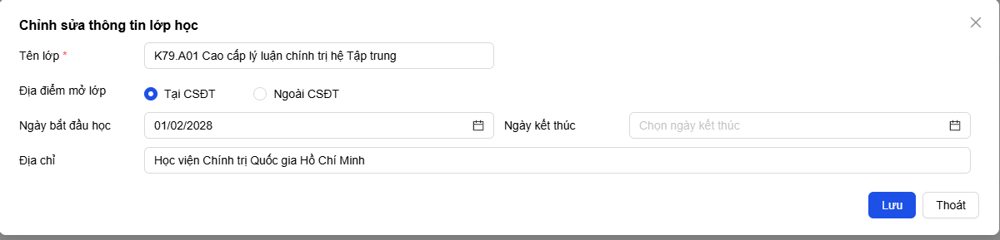 Chỉnh sửa thông tin lớp học
Tên lớp * K79.A01 Cao cấp lý luận chính trị hệ Tập trung
Địa điểm mở lớp Tại CSĐT Ngoài CSĐT
Ngày bắt đầu học 01/02/2028 Ngày kết thúc Chọn ngày kết thúc
Địa chỉ Học viện Chính trị Quốc gia Hồ Chí Minh
Lưu Thoát